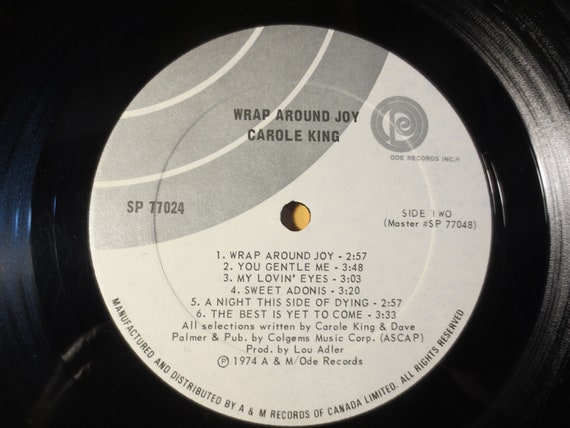 WRAP AROUND JOY
CAROLE KING
ODE RECORDS INC.®
SP 77024
SIDE TWO
(Master #SP 77048)
1. WRAP AROUND JOY - 2:57
2. YOU GENTLE ME - 3:48
3. MY LOVIN' EYES - 3:03
4. SWEET ADONIS - 3:20
5. A NIGHT THIS SIDE OF DYING - 2:57
6. THE BEST IS YET TO COME - 3:33
All selections written by Carole King & Dave
Palmer & Pub. by Colgems Music Corp. (ASCAP)
Prod. by Lou Adler
℗ 1974 A & M/Ode Records
MANUFACTURED AND DISTRIBUTED BY A & M RECORDS OF CANADA LIMITED. ALL RIGHTS RESERVED